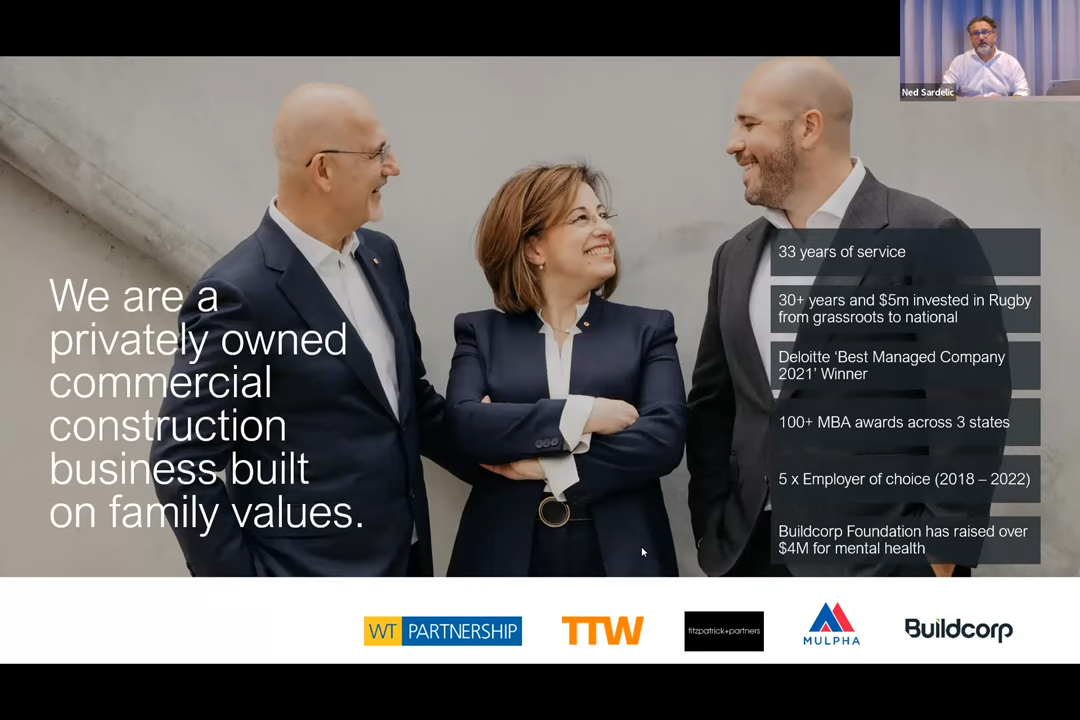 Ned Sardelic
We are a
privately owned
commercial
construction
business built
on family values.
33 years of service
30+ years and $5m invested in Rugby
from grassroots to national
Deloitte ‘Best Managed Company
2021’ Winner
100+ MBA awards across 3 states
5 x Employer of choice (2018 – 2022)
Buildcorp Foundation has raised over
$4M for mental health
WT PARTNERSHIP
TTW
fitzpatrick+partners
MULPHA
Buildcorp